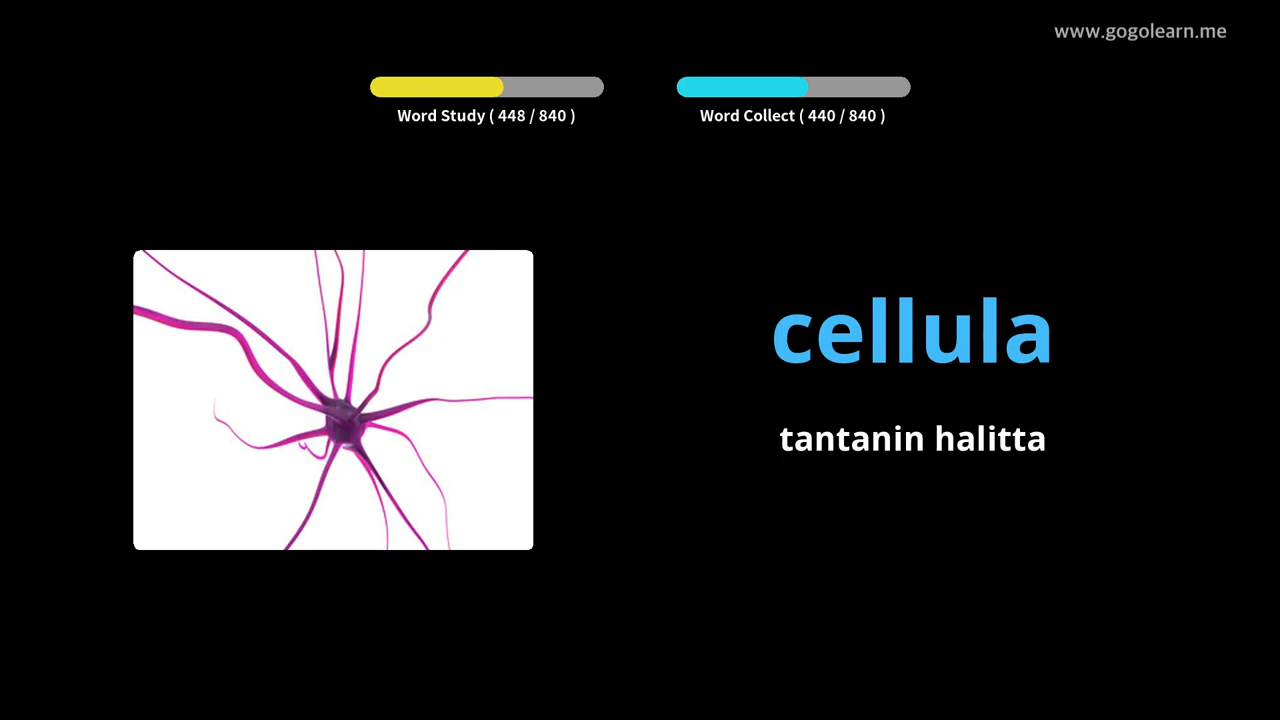 www.gogolearn.me
Word Study ( 448 / 840 )
Word Collect ( 440 / 840 )
cellula
tantanin halitta